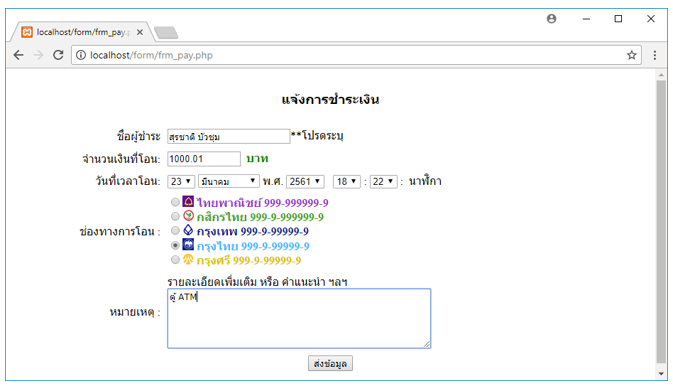 localhost/form/frm_pay.p
localhost/form/frm_pay.php
แจ้งการชำระเงิน
ชื่อผู้ชำระ สุรชาติ บัวชุม **โปรดระบุ
จำนวนเงินที่โอน: 1000.01 บาท
วันที่เวลาโอน: 23 มีนาคม พ.ศ. 2561 18 : 22 : นาฬิกา
ไทยพาณิชย์ 999-999999-9
กสิกรไทย 999-9-999999-9
ช่องทางการโอน : กรุงเทพ 999-9-99999-9
กรุงไทย 999-9-99999-9
กรุงศรี 999-9-99999-9
รายละเอียดเพิ่มเติม หรือ คำแนะนำ ฯลฯ
หมายเหตุ : ตู้ ATM
ส่งข้อมูล